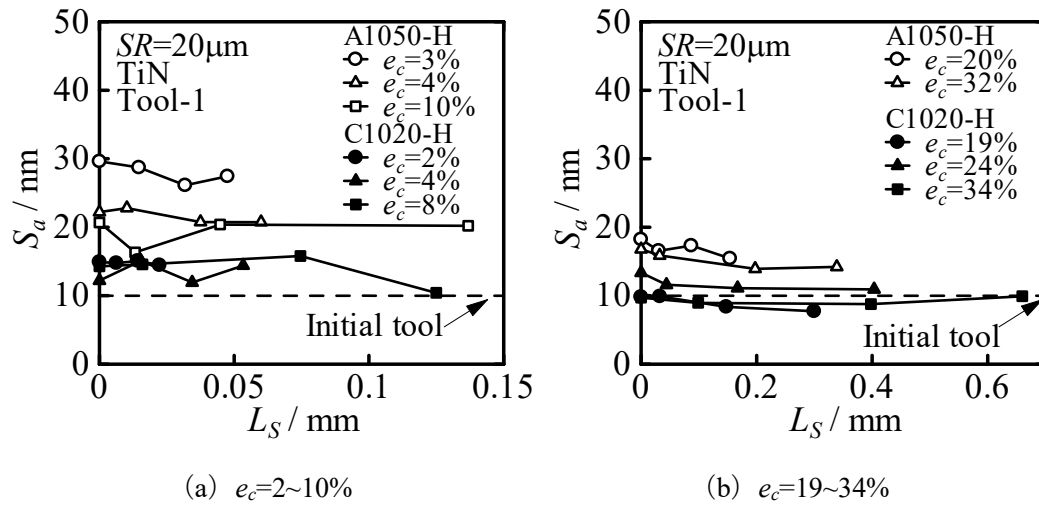 50
40
30
20
10
0
S_a / nm
SR=20μm
TiN
Tool-1
A1050-H
e_c=3%
e_c=4%
e_c=10%
C1020-H
e_c=2%
e_c=4%
e_c=8%
Initial tool
0 0.05 0.1 0.15
L_S / mm
(a) e_c=2~10%
50
40
30
20
10
0
S_a / nm
SR=20μm
TiN
Tool-1
A1050-H
e_c=20%
e_c=32%
C1020-H
e_c=19%
e_c=24%
e_c=34%
Initial tool
0 0.2 0.4 0.6
L_S / mm
(b) e_c=19~34%